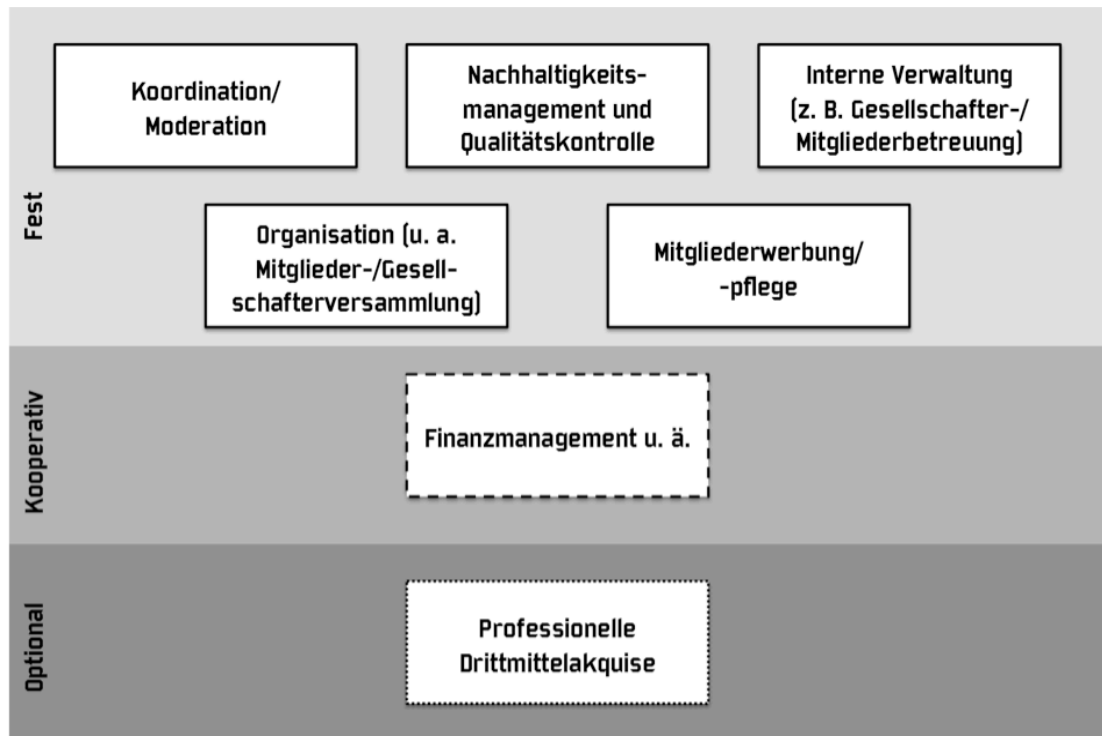 Fest
Koordination/
Moderation
Nachhaltigkeits-
management und
Qualitätskontrolle
Interne Verwaltung
(z. B. Gesellschafter-/
Mitgliederbetreuung)
Organisation (u. a.
Mitglieder-/Gesell-
schafterversammlung)
Mitgliederwerbung/
-pflege
Kooperativ
Finanzmanagement u. ä.
Optional
Professionelle
Drittmittelakquise